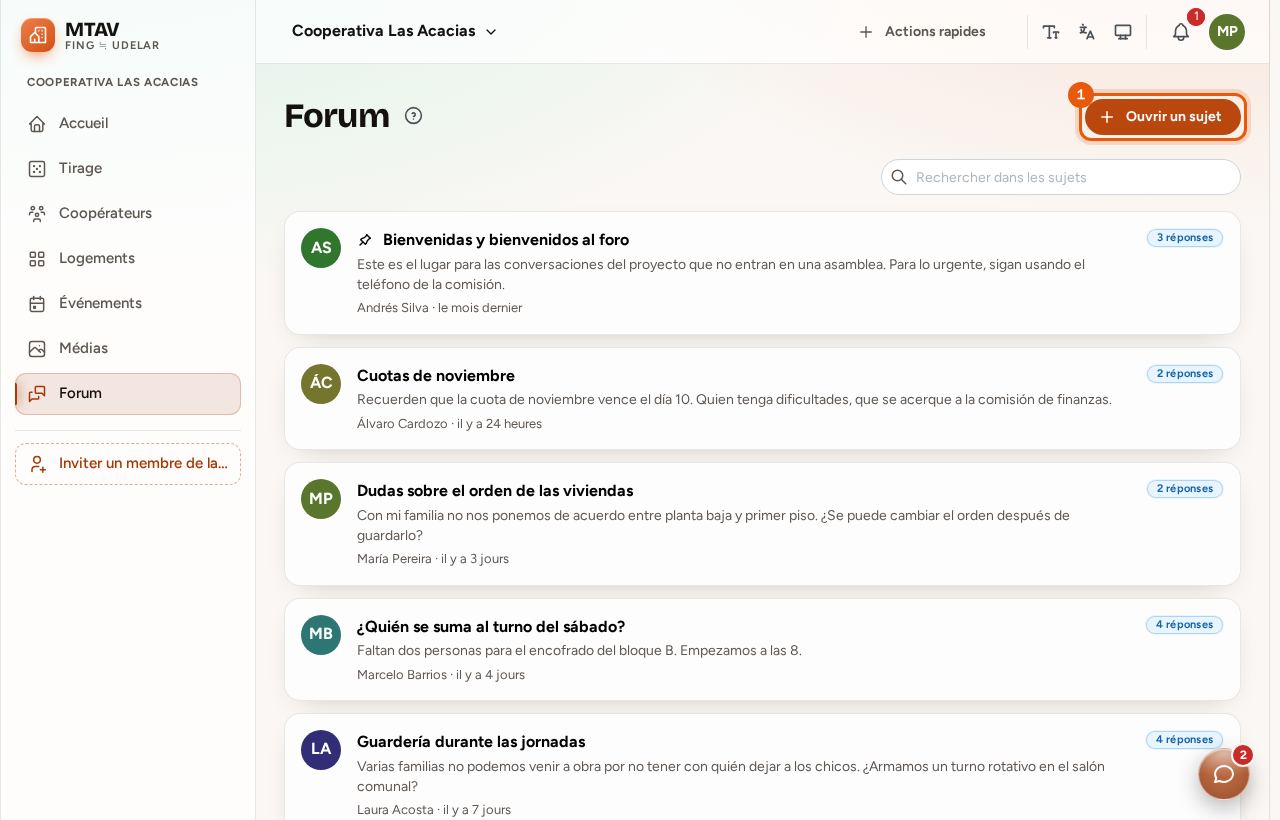 MTAV
FING ≒ UDELAR
COOPERATIVA LAS ACACIAS
Accueil
Tirage
Coopérateurs
Logements
Événements
Médias
Forum
Inviter un membre de la...
Cooperativa Las Acacias
Actions rapides
1
MP
Forum
1
Ouvrir un sujet
Rechercher dans les sujets
AS
Bienvenidas y bienvenidos al foro
3 réponses
Este es el lugar para las conversaciones del proyecto que no entran en una asamblea. Para lo urgente, sigan usando el
teléfono de la comisión.
Andrés Silva · le mois dernier
ÁC
Cuotas de noviembre
2 réponses
Recuerden que la cuota de noviembre vence el día 10. Quien tenga dificultades, que se acerque a la comisión de finanzas.
Álvaro Cardozo · il y a 24 heures
MP
Dudas sobre el orden de las viviendas
2 réponses
Con mi familia no nos ponemos de acuerdo entre planta baja y primer piso. ¿Se puede cambiar el orden después de
guardarlo?
María Pereira · il y a 3 jours
MB
¿Quién se suma al turno del sábado?
4 réponses
Faltan dos personas para el encofrado del bloque B. Empezamos a las 8.
Marcelo Barrios · il y a 4 jours
LA
Guardería durante las jornadas
4 réponses
Varias familias no podemos venir a obra por no tener con quién dejar a los chicos. ¿Armamos un turno rotativo en el salón
comunal?
Laura Acosta · il y a 7 jours
2